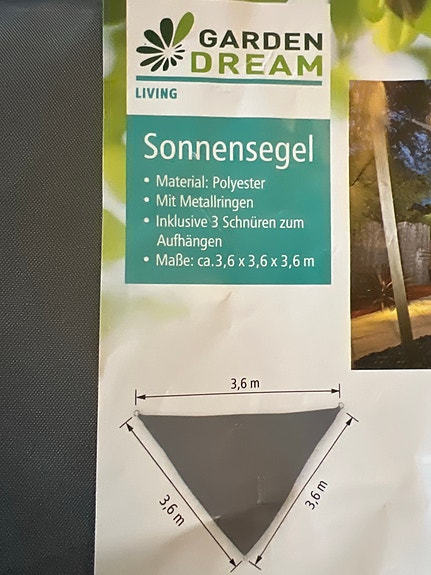 GARDEN
DREAM
LIVING
Sonnensegel
• Material: Polyester
• Mit Metallringen
• Inklusive 3 Schnüren zum
Aufhängen
• Maße: ca.3,6 x 3,6 x 3,6 m
3,6 m
3,6 m
3,6 m